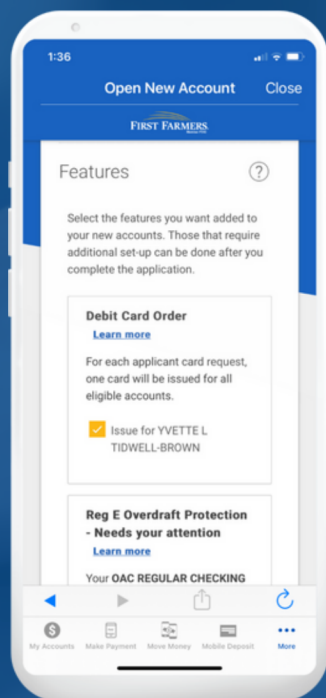 1:36
Open New Account Close
FIRST FARMERS
Features ?
Select the features you want added to
your new accounts. Those that require
additional set-up can be done after you
complete the application.
Debit Card Order
Learn more
For each applicant card request,
one card will be issued for all
eligible accounts.
Issue for YVETTE L
TIDWELL-BROWN
Reg E Overdraft Protection
- Needs your attention
Learn more
Your OAC REGULAR CHECKING
My Accounts Make Payment Move Money Mobile Deposit More